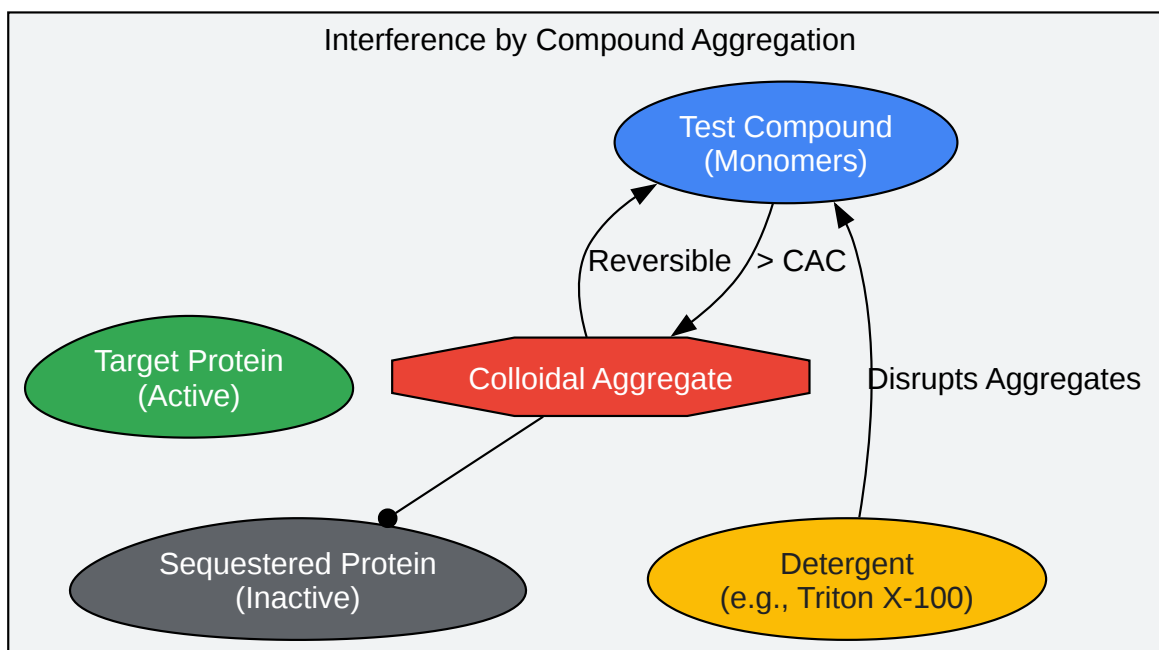 Interference by Compound Aggregation
Test Compound
(Monomers)
Reversible
> CAC
Target Protein
(Active)
Colloidal Aggregate
Disrupts Aggregates
Sequestered Protein
(Inactive)
Detergent
(e.g., Triton X-100)